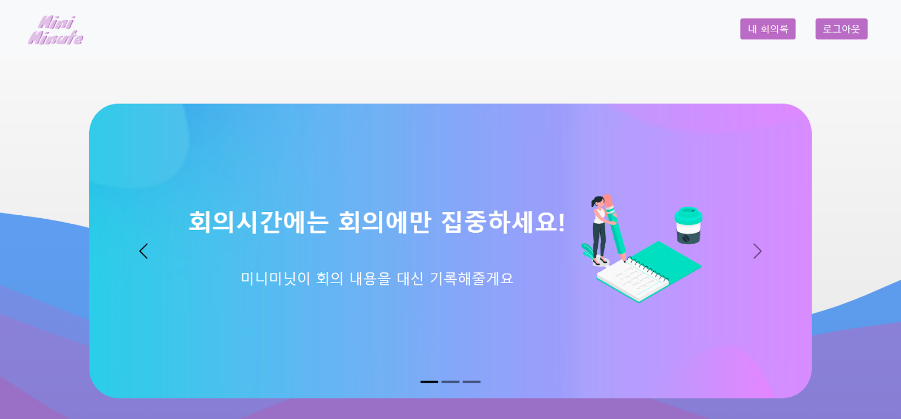 Mini
Minute
내 회의록
로그아웃
회의시간에는 회의에만 집중하세요!
미니미닛이 회의 내용을 대신 기록해줄게요